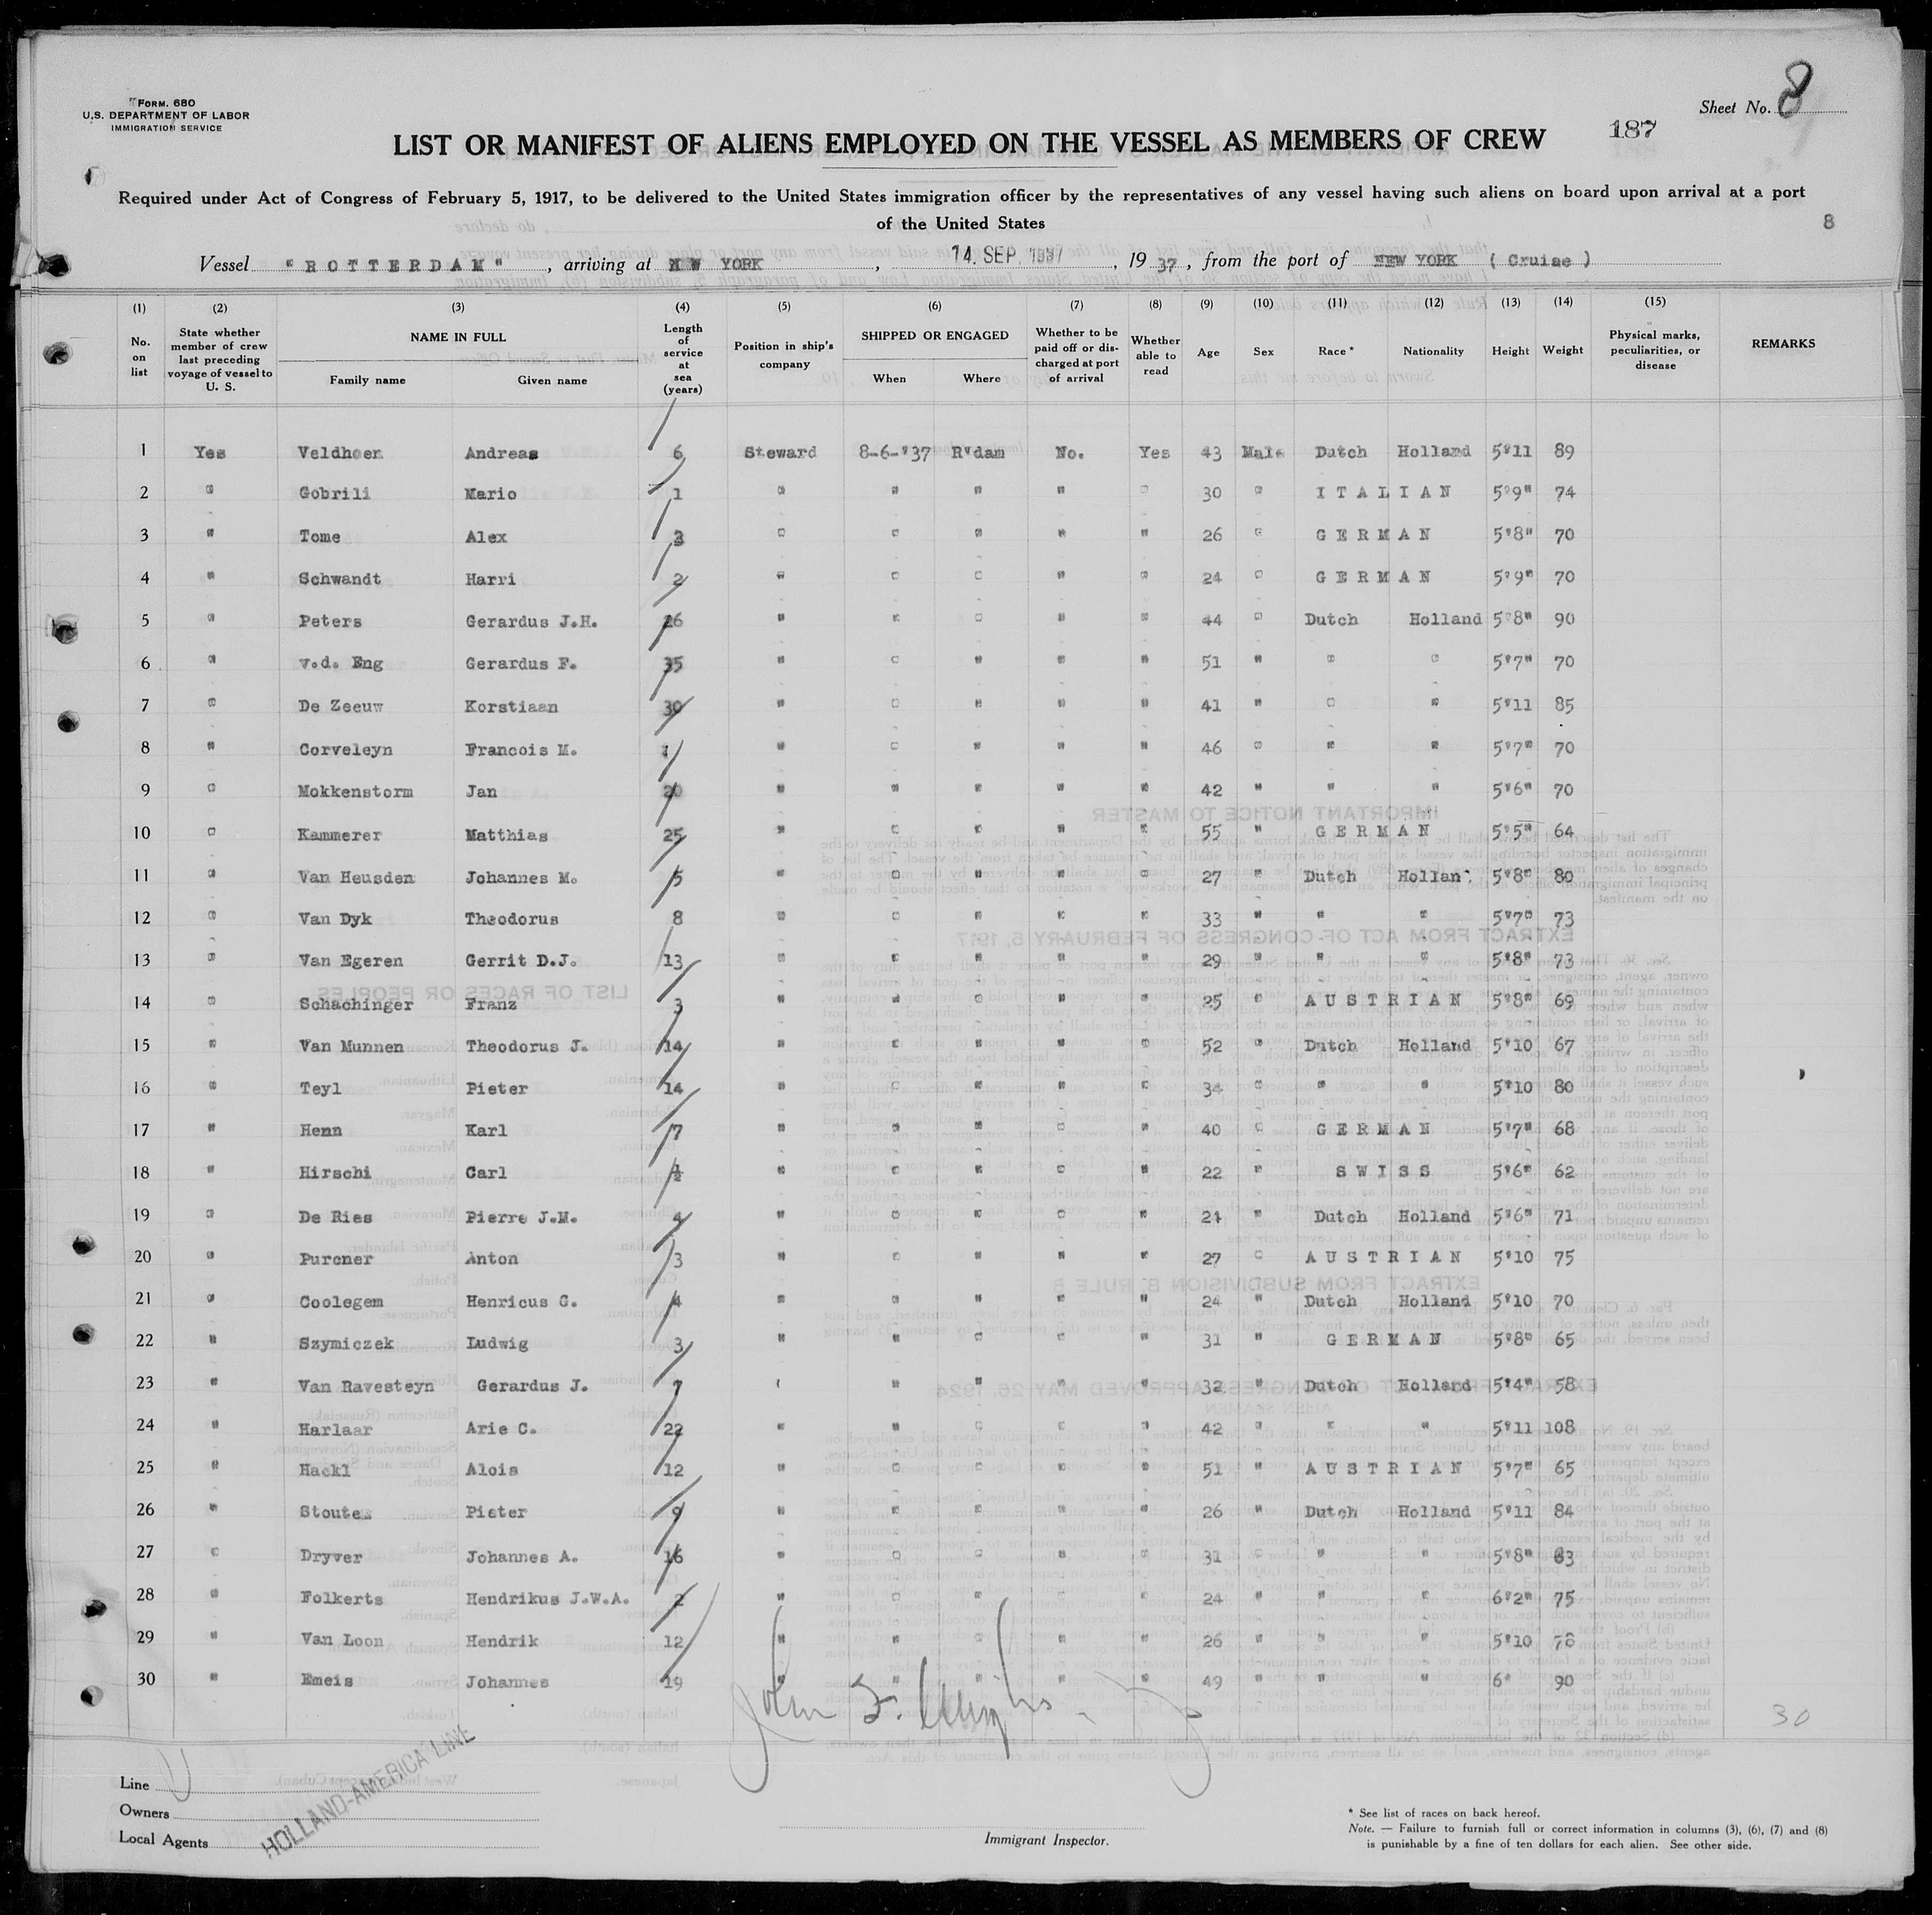 Form. 680
U.S. DEPARTMENT OF LABOR
IMMIGRATION SERVICE
Sheet No. 8
187
LIST OR MANIFEST OF ALIENS EMPLOYED ON THE VESSEL AS MEMBERS OF CREW
Required under Act of Congress of February 5, 1917, to be delivered to the United States immigration officer by the representatives of any vessel having such aliens on board upon arrival at a port
of the United States
8
Vessel "ROTTERDAM", arriving at NEW YORK, 14. SEP. 1937, 1937, from the port of NEW YORK (Cruise)
(1) (2) (3) (4) (5) (6) (7) (8) (9) (10) (11) (12) (13) (14) (15)
No. on list State whether member of crew last preceding voyage of vessel to U. S. NAME IN FULL Family name Given name Length of service at sea (years) Position in ship's company SHIPPED OR ENGAGED When Where Whether to be paid off or discharged at port of arrival Whether able to read Age Sex Race* Nationality Height Weight Physical marks, peculiarities, or disease REMARKS
1 Yes Veldhoen Andreas 6 Steward 8-6-'37 R'dam No. Yes 43 Male Dutch Holland 5'11 89
2 " Gobrili Mario 1 " " " " " 30 " ITALIAN 5'9" 74
3 " Tome Alex 3 " " " " " 26 " GERMAN 5'8" 70
4 " Schwandt Harri 2 " " " " " 24 " GERMAN 5'9" 70
5 " Peters Gerardus J.H. 26 " " " " " 44 " Dutch Holland 5'8" 90
6 " v.d. Eng Gerardus F. 35 " " " " " 51 " " " 5'7" 70
7 " De Zeeuw Korstiaan 30 " " " " " 41 " " " 5'11 85
8 " Corveleyn Francois M. " " " " " 46 " " " 5'7" 70
9 " Mokkenstorm Jan 20 " " " " " 42 " " " 5'6" 70
10 " Kammerer Matthias 25 " " " " " 55 " GERMAN 5'5" 64
11 " Van Heusden Johannes M. 5 " " " " " 27 " Dutch Hollan 5'8" 80
12 " Van Dyk Theodorus 8 " " " " " 33 " " " 5'7" 73
13 " Van Egeren Gerrit D.J. 13 " " " " " 29 " " " 5'8" 73
14 " Schachinger Franz 3 " " " " " 25 " AUSTRIAN 5'8" 69
15 " Van Munnen Theodorus J. 14 " " " " " 52 " Dutch Holland 5'10 67
16 " Teyl Pieter 14 " " " " " 34 " " " 5'10 80
17 " Henn Karl 7 " " " " " 40 " GERMAN 5'7" 68
18 " Hirschi Carl ½ " " " " " 22 " SWISS 5'6" 62
19 " De Ries Pierre J.M. 4 " " " " " 24 " Dutch Holland 5'6" 71
20 " Purcner Anton 3 " " " " " 27 " AUSTRIAN 5'10 75
21 " Coolegem Henricus G. 4 " " " " " 24 " Dutch Holland 5'10 70
22 " Szymiczek Ludwig 3 " " " " " 31 " GERMAN 5'8" 65
23 " Van Ravesteyn Gerardus J. 7 " " " " " 32 " Dutch Holland 5'4" 58
24 " Harlaar Arie C. 22 " " " " " 42 " " " 5'11 108
25 " Hackl Alois 12 " " " " " 51 " AUSTRIAN 5'7" 65
26 " Stoutes Pieter 9 " " " " " 26 " Dutch Holland 5'11 84
27 " Dryver Johannes A. 16 " " " " " 31 " " " 5'8" 63
28 " Folkerts Hendrikus J.W.A. 2 " " " " " 24 " " " 6'2" 75
29 " Van Loon Hendrik 12 " " " " " 26 " " " 5'10 78
30 " Emeis Johannes 19 " " " " " 49 " " " 6' 90
30
Line
Owners
Local Agents
HOLLAND-AMERICA LINE
Immigrant Inspector.
* See list of races on back hereof.
Note. — Failure to furnish full or correct information in columns (3), (6), (7) and (8)
is punishable by a fine of ten dollars for each alien. See other side.